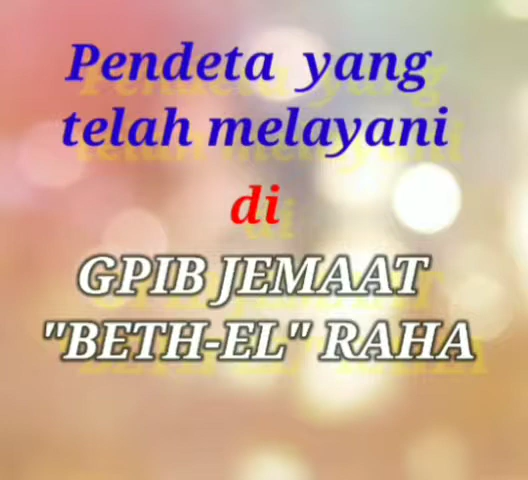 Pendeta yang
telah melayani
di
GPIB JEMAAT
"BETH-EL" RAHA